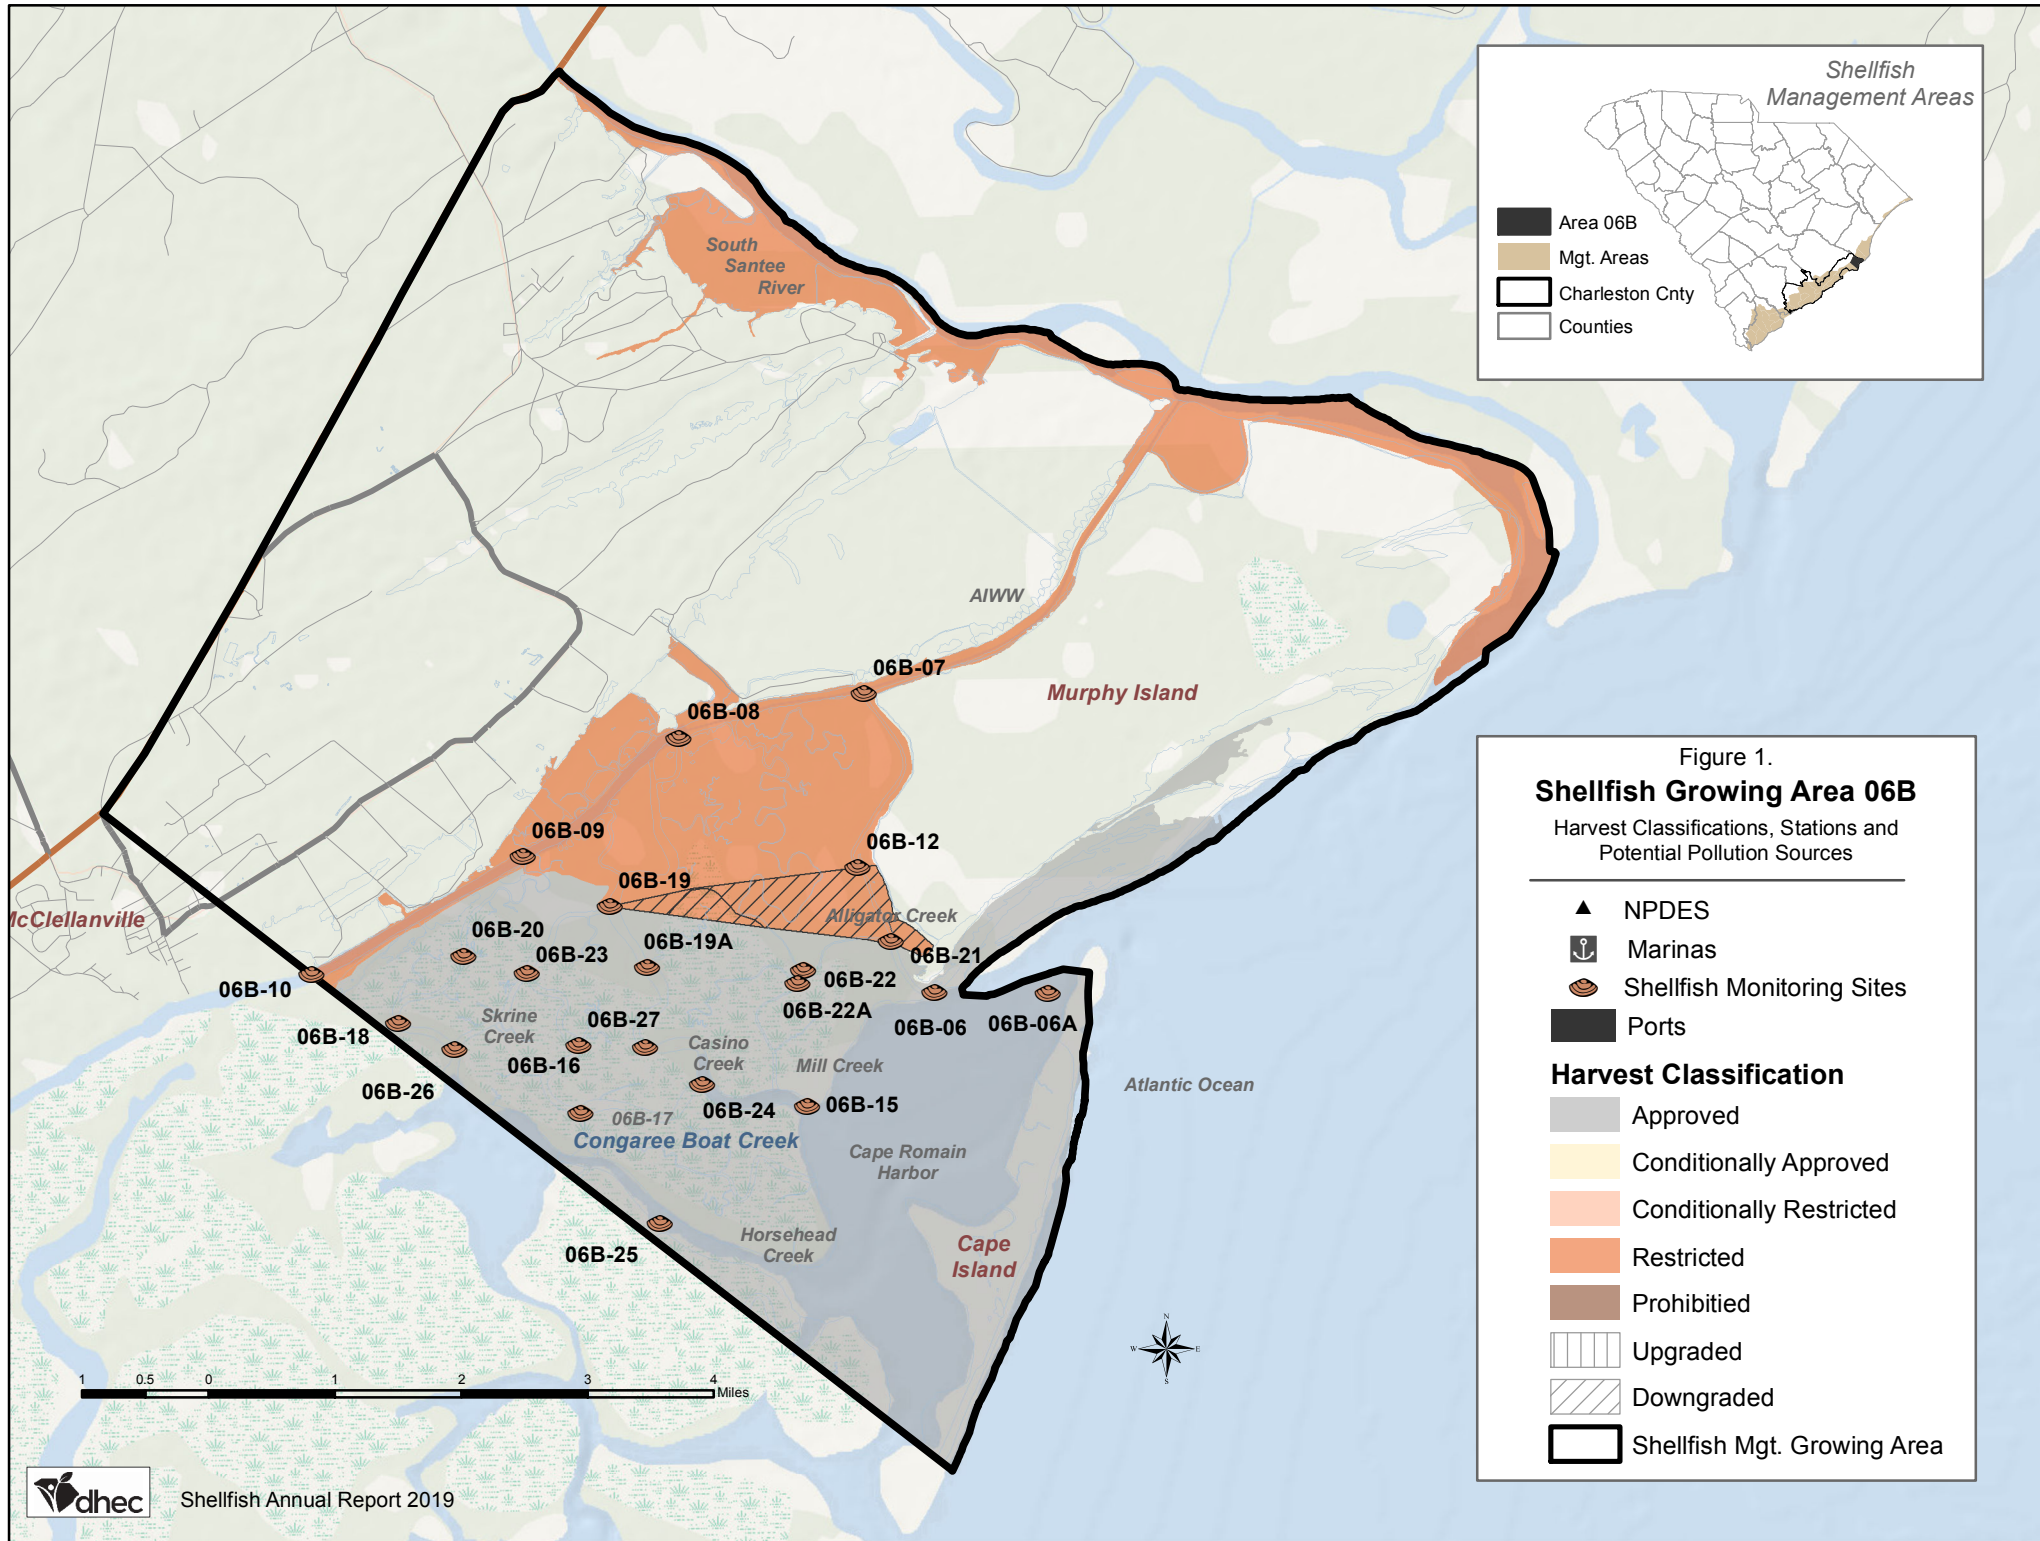 Shellfish
Management Areas
Area 06B
Mgt. Areas
Charleston Cnty
Counties
South
Santee
River
AIWW
06B-07
Murphy Island
06B-08
06B-09
06B-12
06B-19
McClellanville
Alligator Creek
06B-20
06B-23
06B-19A
06B-21
06B-22
06B-10
06B-22A
06B-06
06B-06A
Skrine
Creek
06B-27
06B-18
Casino
Creek
06B-16
Mill Creek
06B-26
Atlantic Ocean
06B-24
06B-15
06B-17
Congaree Boat Creek
Cape Romain
Harbor
Horsehead
Creek
06B-25
Cape
Island
N
W E
S
1 0.5 0 1 2 3 4
Miles
dhec
Shellfish Annual Report 2019
Figure 1.
Shellfish Growing Area 06B
Harvest Classifications, Stations and
Potential Pollution Sources
NPDES
Marinas
Shellfish Monitoring Sites
Ports
Harvest Classification
Approved
Conditionally Approved
Conditionally Restricted
Restricted
Prohibitied
Upgraded
Downgraded
Shellfish Mgt. Growing Area